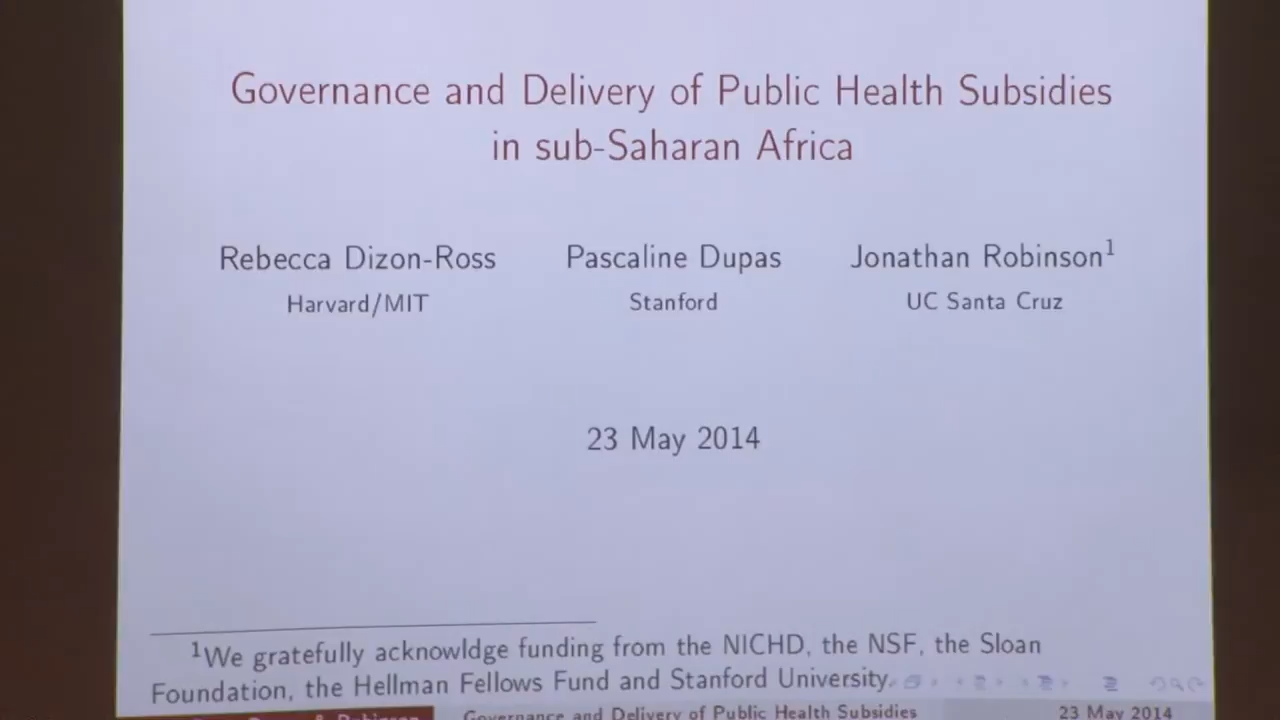 Governance and Delivery of Public Health Subsidies
in sub-Saharan Africa
Rebecca Dizon-Ross Pascaline Dupas Jonathan Robinson¹
Harvard/MIT Stanford UC Santa Cruz
23 May 2014
¹We gratefully acknowldge funding from the NICHD, the NSF, the Sloan
Foundation, the Hellman Fellows Fund and Stanford University.
& Robinson Governance and Delivery of Public Health Subsidies 23 May 2014